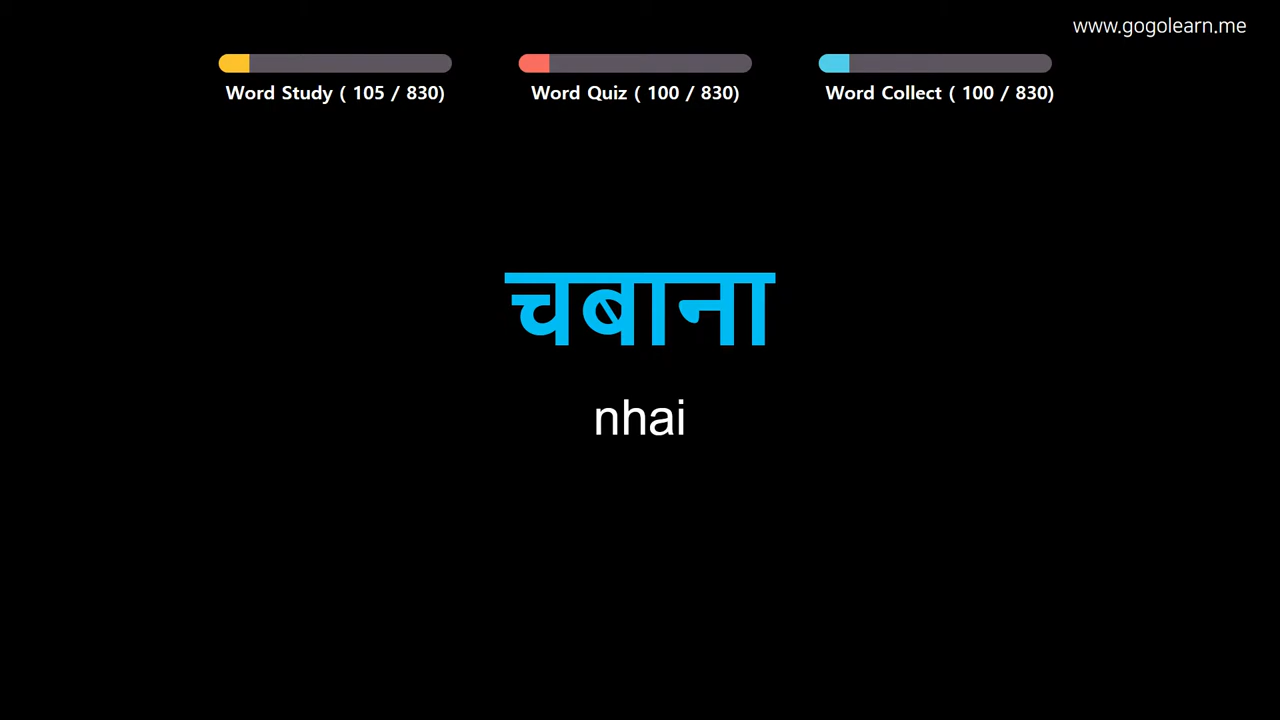 www.gogolearn.me
Word Study ( 105 / 830)
Word Quiz ( 100 / 830)
Word Collect ( 100 / 830)
चबाना
nhai